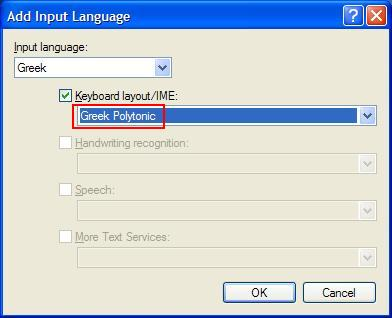 Add Input Language
Input language:
Greek
Keyboard layout/IME:
Greek Polytonic
Handwriting recognition:
Speech:
More Text Services:
OK Cancel